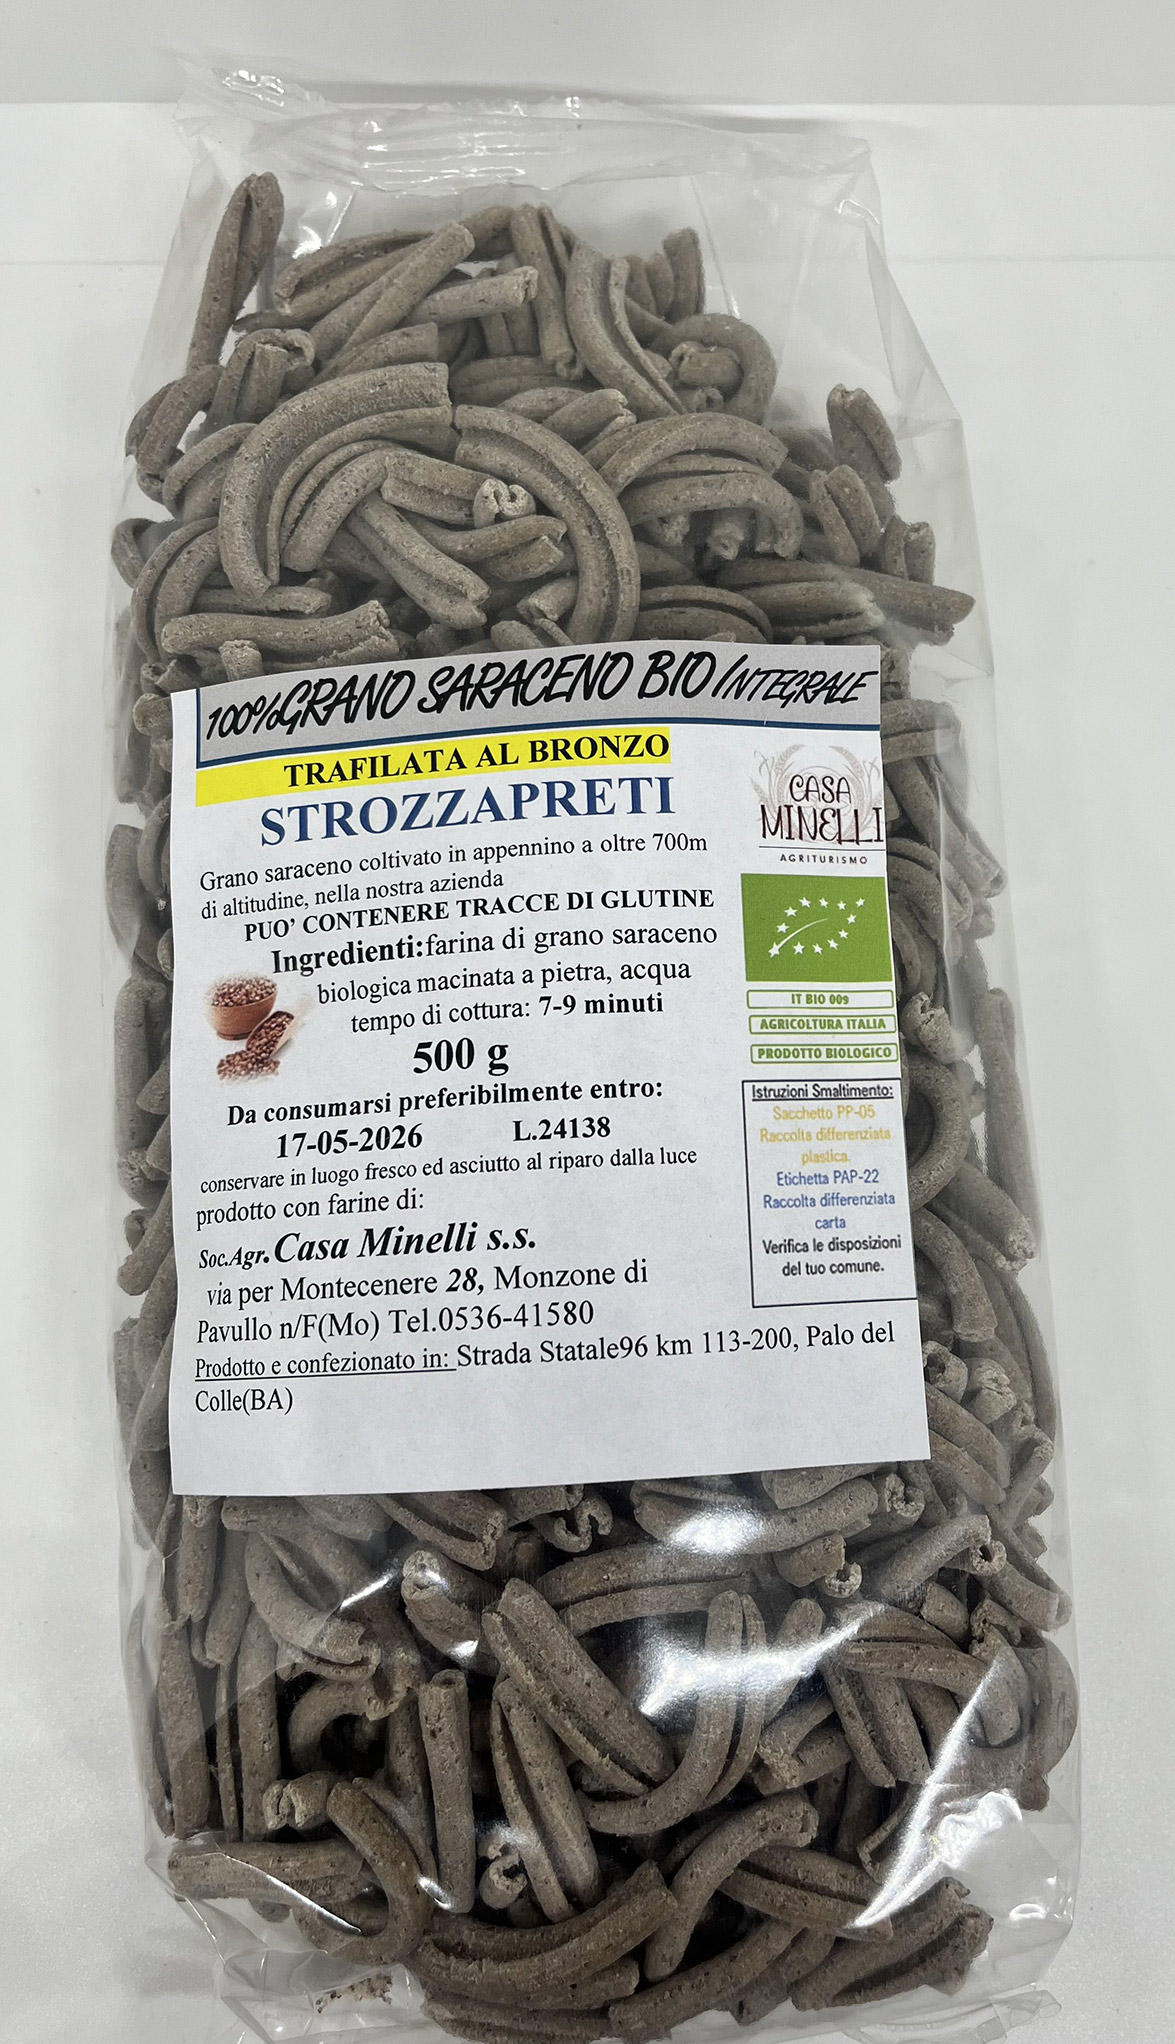 100%GRANO SARACENO BIO INTEGRALE
TRAFILATA AL BRONZO
STROZZAPRETI
Grano saraceno coltivato in appennino a oltre 700m
di altitudine, nella nostra azienda
PUO' CONTENERE TRACCE DI GLUTINE
Ingredienti:farina di grano saraceno
biologica macinata a pietra, acqua
tempo di cottura: 7-9 minuti
500 g
Da consumarsi preferibilmente entro:
17-05-2026 L.24138
conservare in luogo fresco ed asciutto al riparo dalla luce
prodotto con farine di:
Soc.Agr.Casa Minelli s.s.
via per Montecenere 28, Monzone di
Pavullo n/F(Mo) Tel.0536-41580
Prodotto e confezionato in: Strada Statale96 km 113-200, Palo del
Colle(BA)
CASA
MINELLI
AGRITURISMO
IT BIO 009
AGRICOLTURA ITALIA
PRODOTTO BIOLOGICO
Istruzioni Smaltimento:
Sacchetto PP-05
Raccolta differenziata
plastica.
Etichetta PAP-22
Raccolta differenziata
carta
Verifica le disposizioni
del tuo comune.